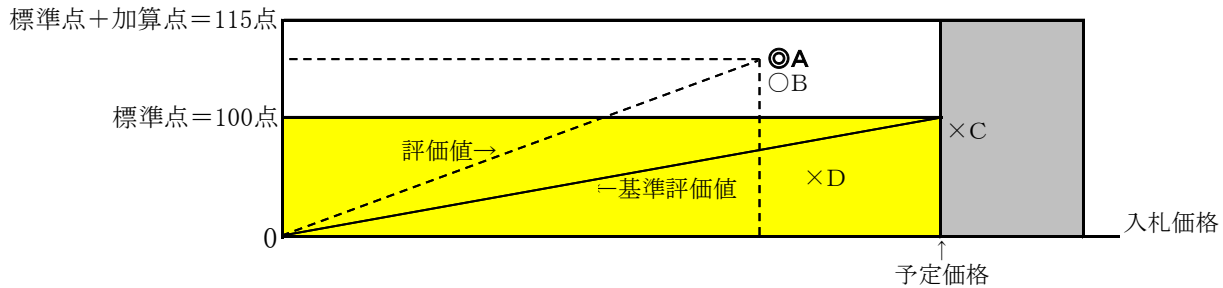 標準点+加算点=115点
◎A
○B
標準点=100点
×C
評価値→
×D
←基準評価値
0
入札価格
↑
予定価格